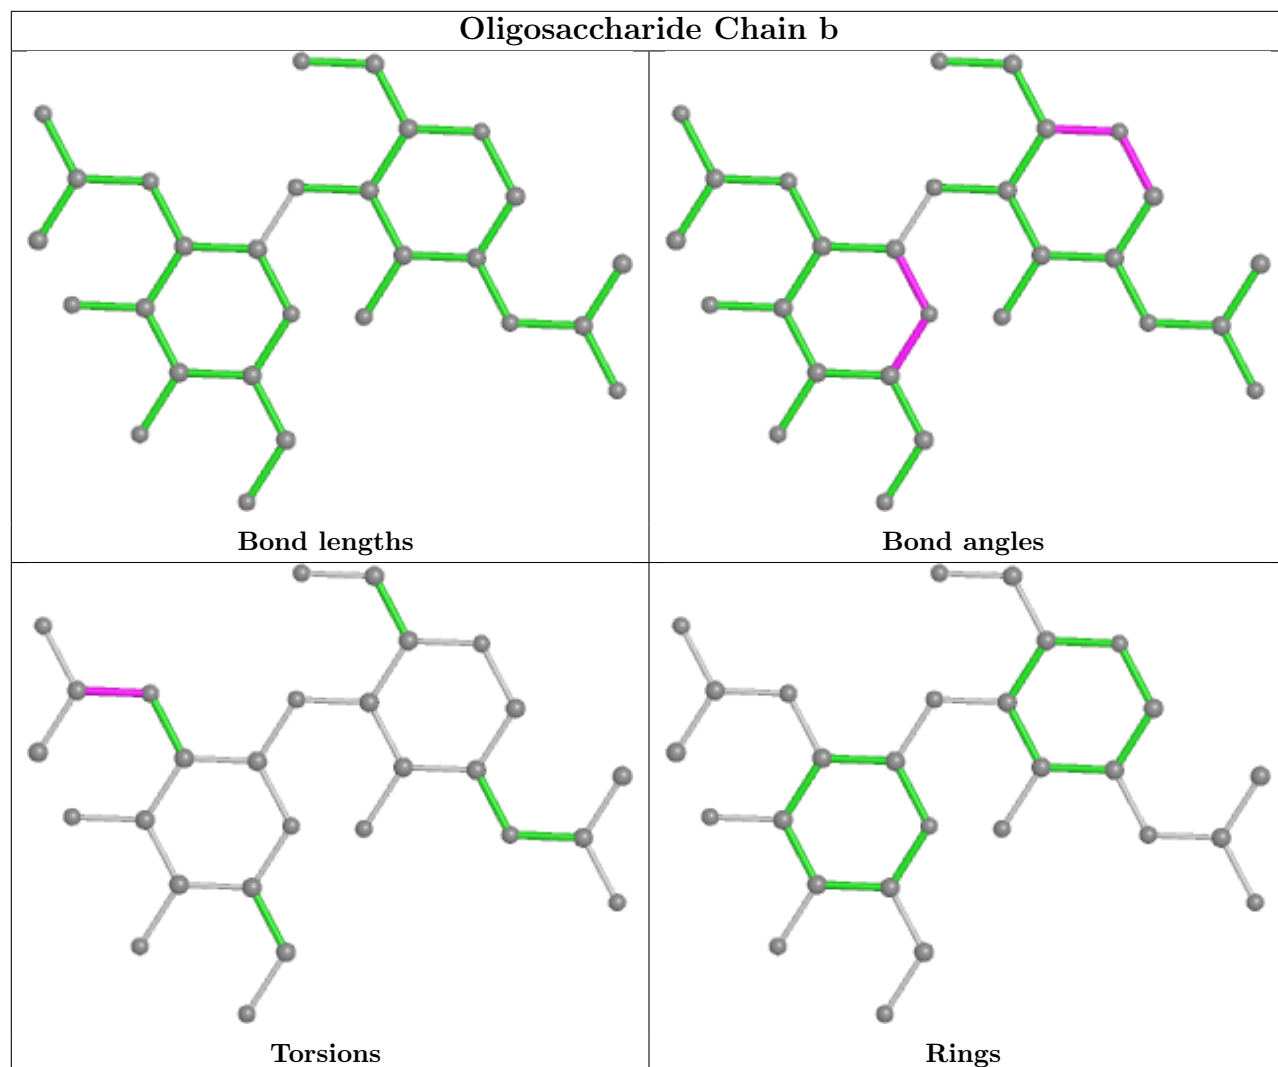 Oligosaccharide Chain b
Bond lengths
Bond angles
Torsions
Rings